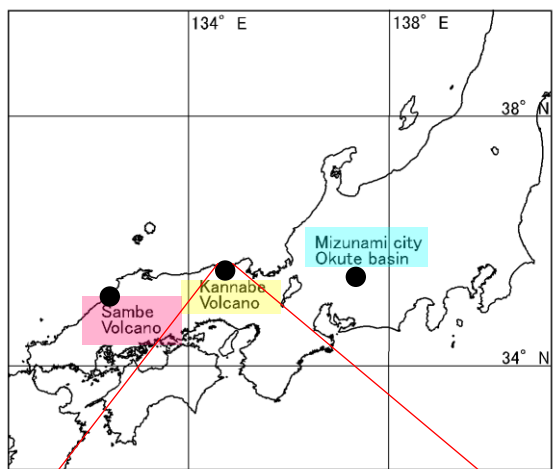 134° E
138° E
38° N
Mizunami city
Okute basin
Kannabe
Volcano
Sambe
Volcano
34° N